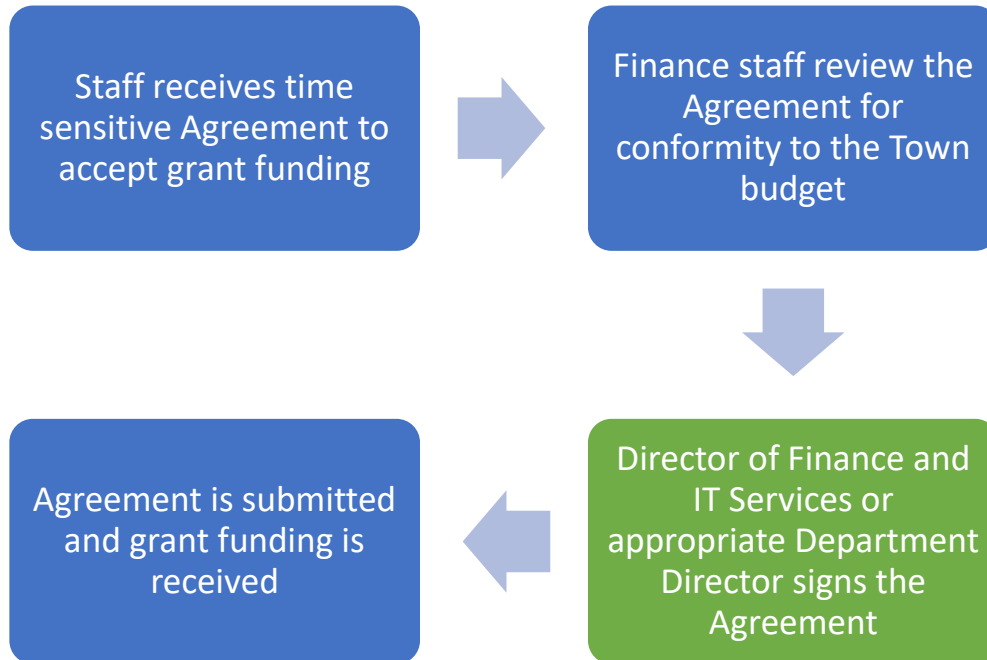 Staff receives time
sensitive Agreement to
accept grant funding
Finance staff review the
Agreement for
conformity to the Town
budget
Director of Finance and
IT Services or
appropriate Department
Director signs the
Agreement
Agreement is submitted
and grant funding is
received